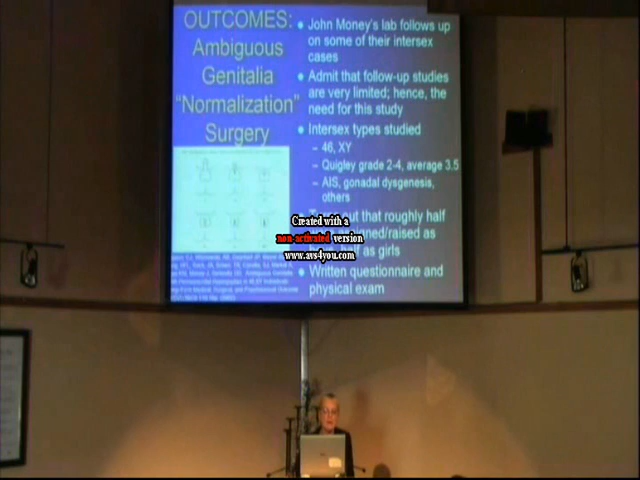 OUTCOMES:
Ambiguous
Genitalia
"Normalization"
Surgery
John Money's lab follows up
on some of their intersex
cases
Admit that follow-up studies
are very limited; hence, the
need for this study
Intersex types studied
– 46, XY
– Quigley grade 2-4, average 3.5
– AIS, gonadal dysgenesis,
others
out that roughly half
raised as
half as girls
Written questionnaire and
physical exam
Created with a
non-activated version
www.avs4you.com